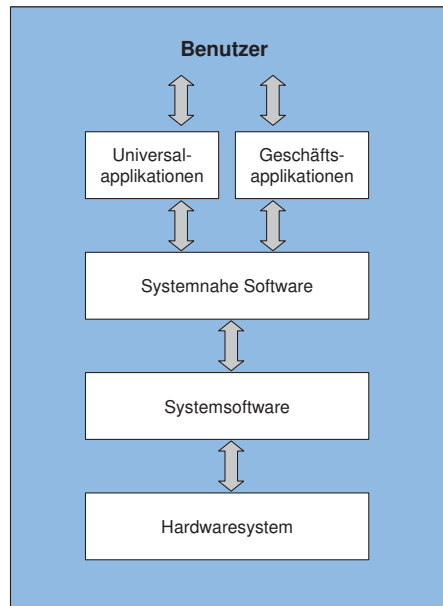 Benutzer
Universal-
applikationen
Geschäfts-
applikationen
Systemnahe Software
Systemsoftware
Hardwaresystem